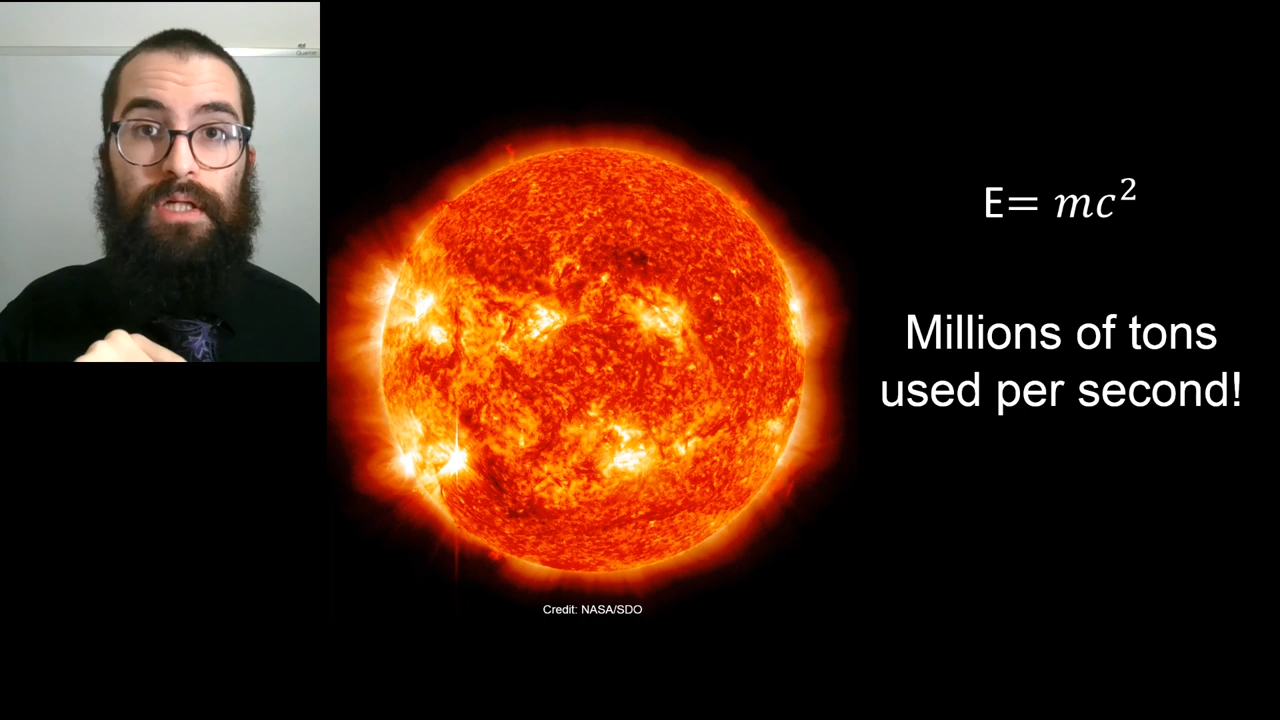 E= mc²
Millions of tons
used per second!
Credit: NASA/SDO